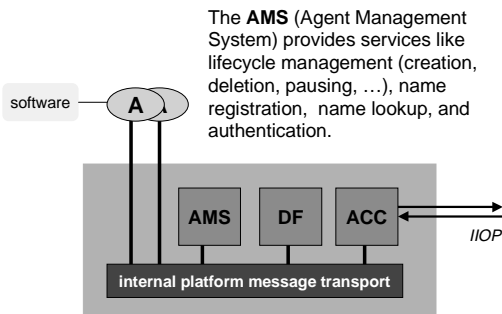 The AMS (Agent Management
System) provides services like
lifecycle management (creation,
deletion, pausing, …), name
registration, name lookup, and
authentication.
software
A A
AMS DF ACC
IIOP
internal platform message transport